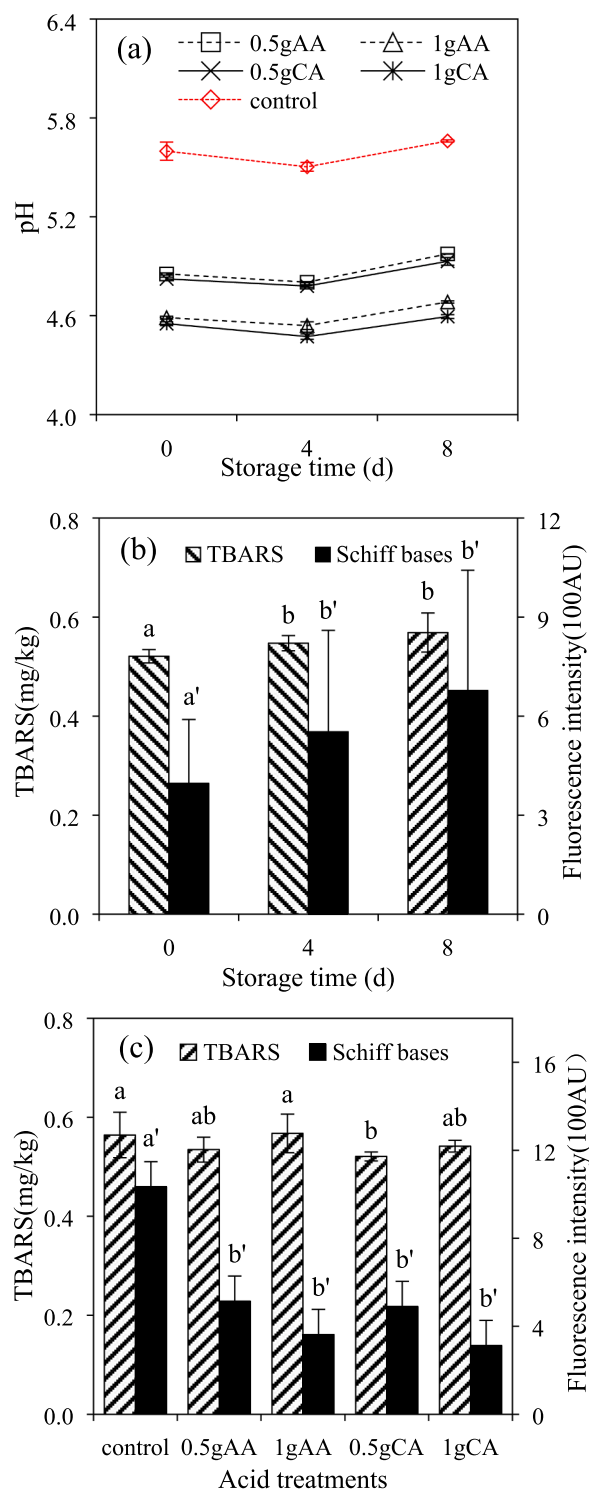 6.4
(a)
0.5gAA
1gAA
0.5gCA
1gCA
control
5.8
5.2
4.6
4.0
pH
0
4
8
Storage time (d)
0.8
(b)
TBARS
Schiff bases
12
0.6
9
0.4
6
0.2
3
0.0
0
a
a'
b
b'
b
b'
TBARS(mg/kg)
Fluorescence intensity(100AU)
0
4
8
Storage time (d)
0.8
(c)
TBARS
Schiff bases
16
0.6
12
0.4
8
0.2
4
0.0
0
a
a'
ab
b'
a
b'
b
b'
ab
b'
TBARS(mg/kg)
Fluorescence intensity(100AU)
control
0.5gAA
1gAA
0.5gCA
1gCA
Acid treatments